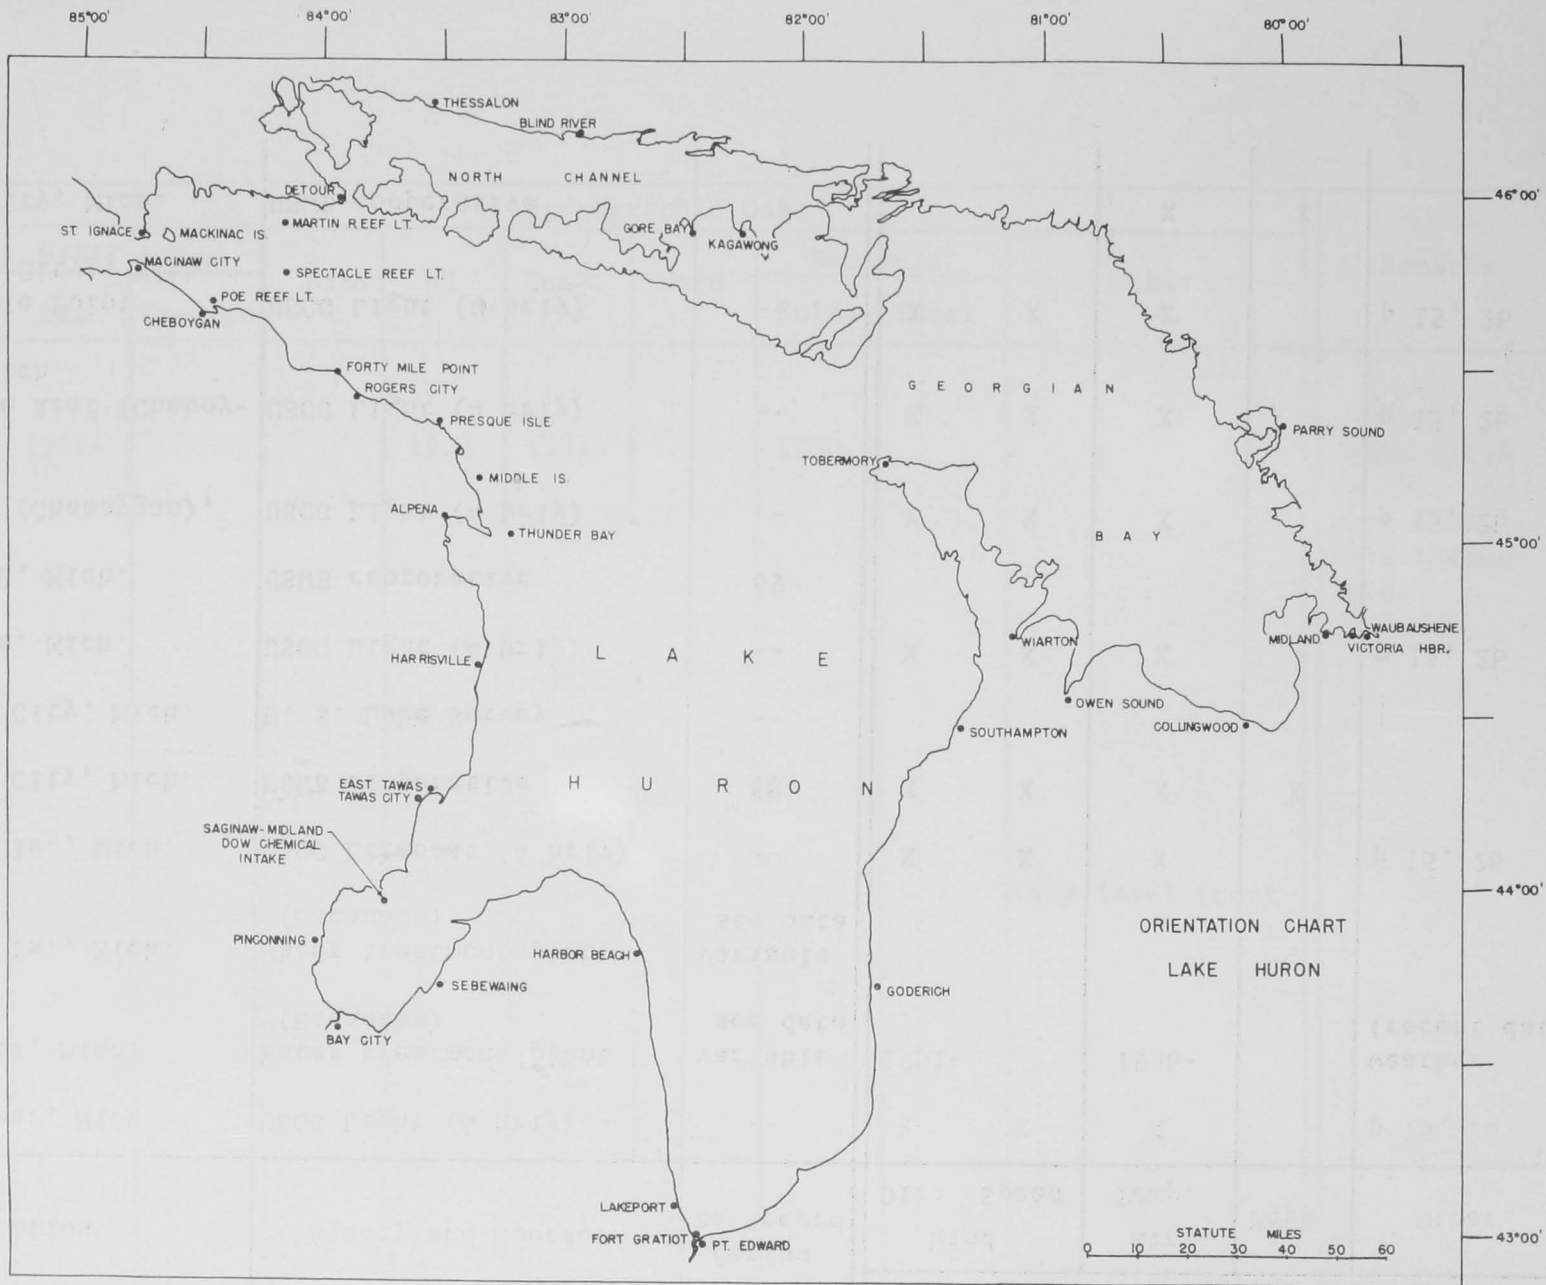 85°00'
84°00'
83°00'
82°00'
81°00'
80°00'
THESSALON
BLIND RIVER
NORTH CHANNEL
DETOUR
46°00'
MARTIN REEF LT.
ST. IGNACE
MACKINAC IS.
GORE BAY
KAGAWONG
MACINAW CITY
SPECTACLE REEF LT.
POE REEF LT.
CHEBOYGAN
FORTY MILE POINT
ROGERS CITY
GEORGIAN
PRESQUE ISLE
PARRY SOUND
TOBERMORY
MIDDLE IS.
ALPENA
THUNDER BAY
BAY
45°00'
WAUBAUSHENE
MIDLAND
VICTORIA HBR.
WIARTON
HARRISVILLE
LAKE
OWEN SOUND
COLLINGWOOD
SOUTHAMPTON
EAST TAWAS
TAWAS CITY
HURON
SAGINAW-MIDLAND
DOW CHEMICAL
INTAKE
44°00'
ORIENTATION CHART
LAKE HURON
PINCONNING
HARBOR BEACH
SEBEWAING
GODERICH
BAY CITY
LAKEPORT
FORT GRATIOT
PT. EDWARD
STATUTE MILES
0 10 20 30 40 50 60
43°00'